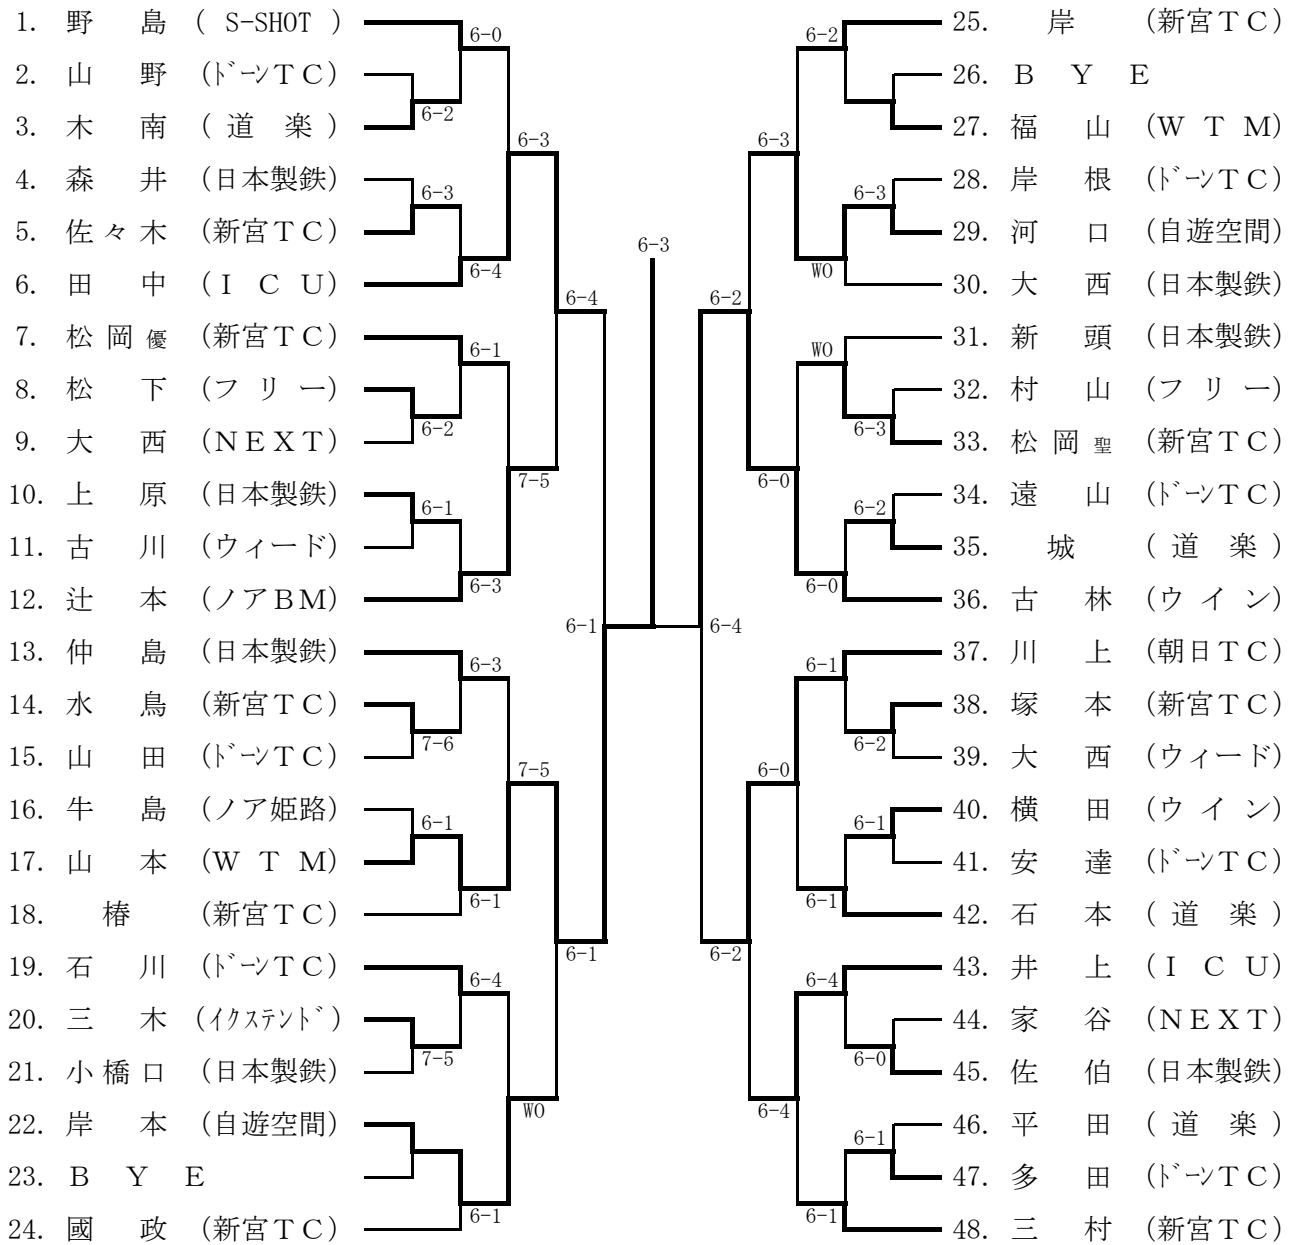 1. 野島 (S-SHOT)
2. 山野 (ドーンTC)
3. 木南 (道楽)
4. 森井 (日本製鉄)
5. 佐々木 (新宮TC)
6. 田中 (ICU)
7. 松岡優 (新宮TC)
8. 松下 (フリー)
9. 大西 (NEXT)
10. 上原 (日本製鉄)
11. 古川 (ウィード)
12. 辻本 (ノアBM)
13. 仲島 (日本製鉄)
14. 水鳥 (新宮TC)
15. 山田 (ドーンTC)
16. 牛島 (ノア姫路)
17. 山本 (WTM)
18. 椿 (新宮TC)
19. 石川 (ドーンTC)
20. 三木 (イクステンド)
21. 小橋口 (日本製鉄)
22. 岸本 (自遊空間)
23. BYE
24. 國政 (新宮TC)
6-0
6-2
6-3
6-4
6-1
6-2
6-1
6-3
6-3
7-6
6-1
6-1
6-4
7-5
6-1
6-3
7-5
7-5
WO
6-4
6-1
6-1
6-3
6-4
6-2
6-2
6-3
6-0
6-0
6-4
6-2
6-3
WO
WO
6-3
6-2
6-0
6-1
6-2
6-1
6-1
6-4
6-0
6-1
6-1
25. 岸 (新宮TC)
26. BYE
27. 福山 (WTM)
28. 岸根 (ドーンTC)
29. 河口 (自遊空間)
30. 大西 (日本製鉄)
31. 新頭 (日本製鉄)
32. 村山 (フリー)
33. 松岡聖 (新宮TC)
34. 遠山 (ドーンTC)
35. 城 (道楽)
36. 古林 (ウイン)
37. 川上 (朝日TC)
38. 塚本 (新宮TC)
39. 大西 (ウィード)
40. 横田 (ウイン)
41. 安達 (ドーンTC)
42. 石本 (道楽)
43. 井上 (ICU)
44. 家谷 (NEXT)
45. 佐伯 (日本製鉄)
46. 平田 (道楽)
47. 多田 (ドーンTC)
48. 三村 (新宮TC)